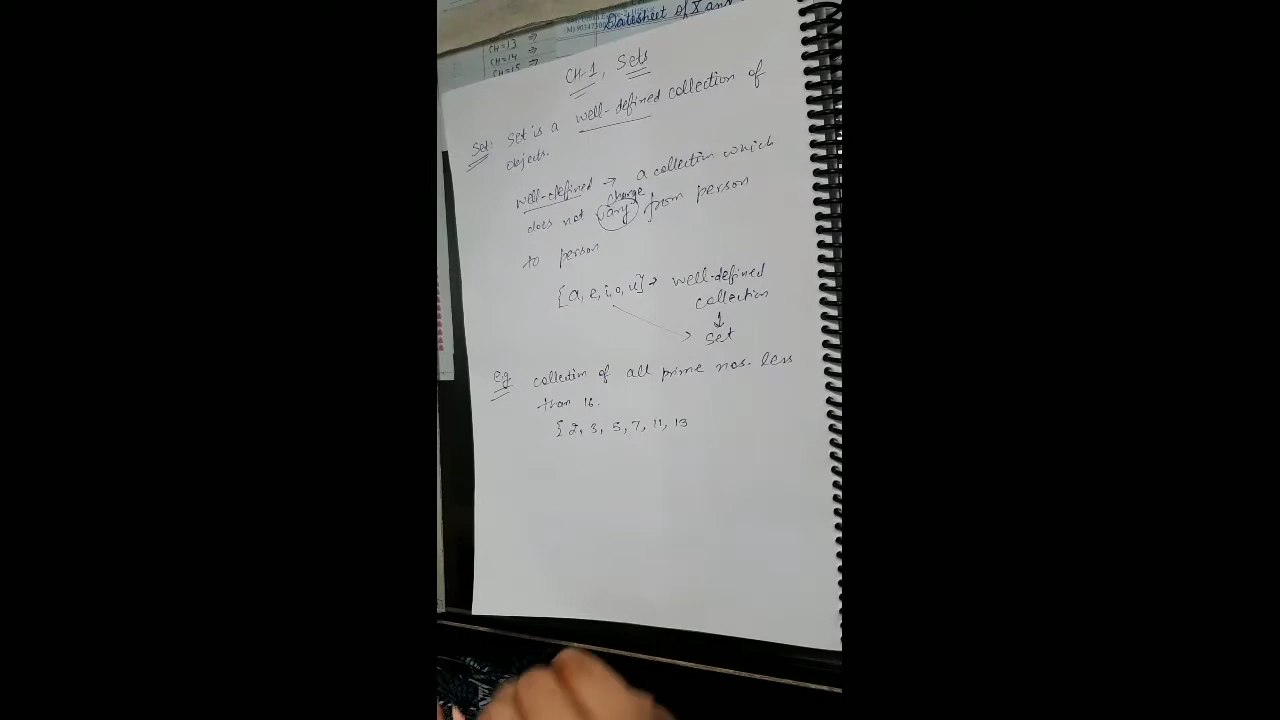 Datesheet of X and
CH=13 ⇒
CH=14 ⇒
CH=15 ⇒
CH-1, Sets
Set: Set is a well-defined collection of
objects.
well-defined → a collection which
change
does not vary from person
to person
{a, e, i, o, u} → well-defined
collection
↓
set
eg collection of all prime nos. less
than 16.
{ 2, 3, 5, 7, 11, 13